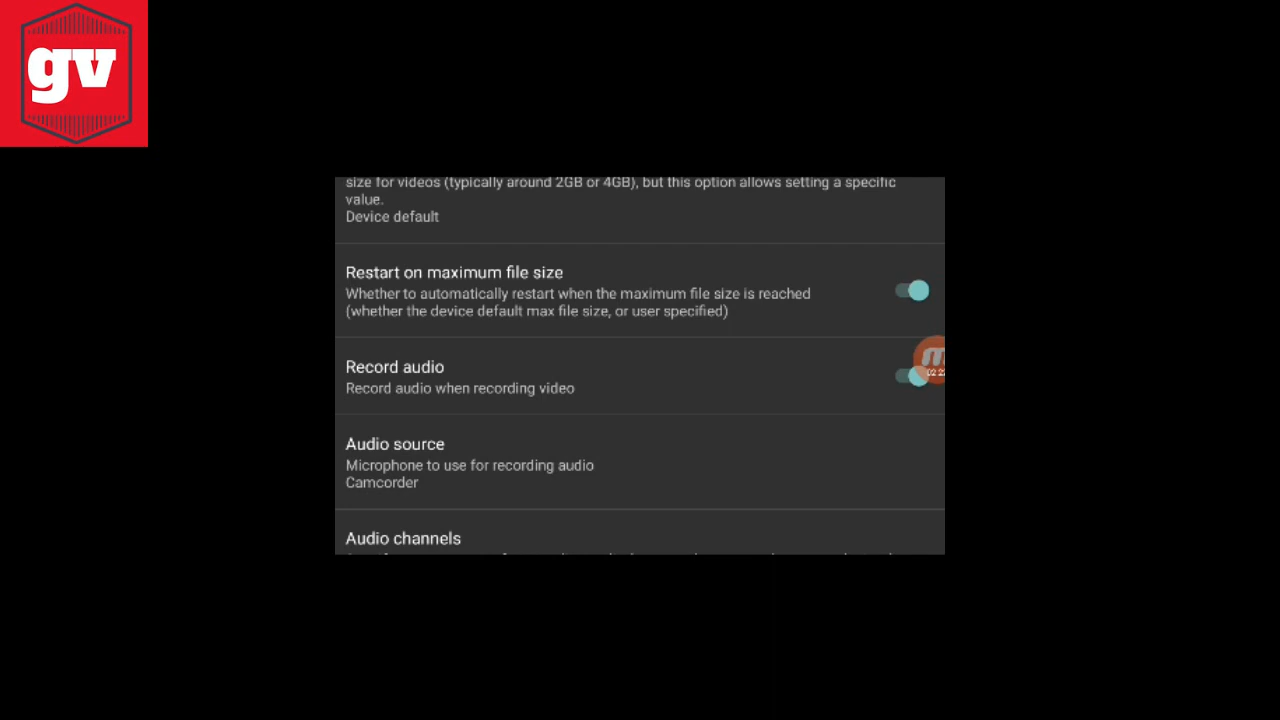 gv
size for videos (typically around 2GB or 4GB), but this option allows setting a specific
value.
Device default
Restart on maximum file size
Whether to automatically restart when the maximum file size is reached
(whether the device default max file size, or user specified)
Record audio
Record audio when recording video
Audio source
Microphone to use for recording audio
Camcorder
Audio channels